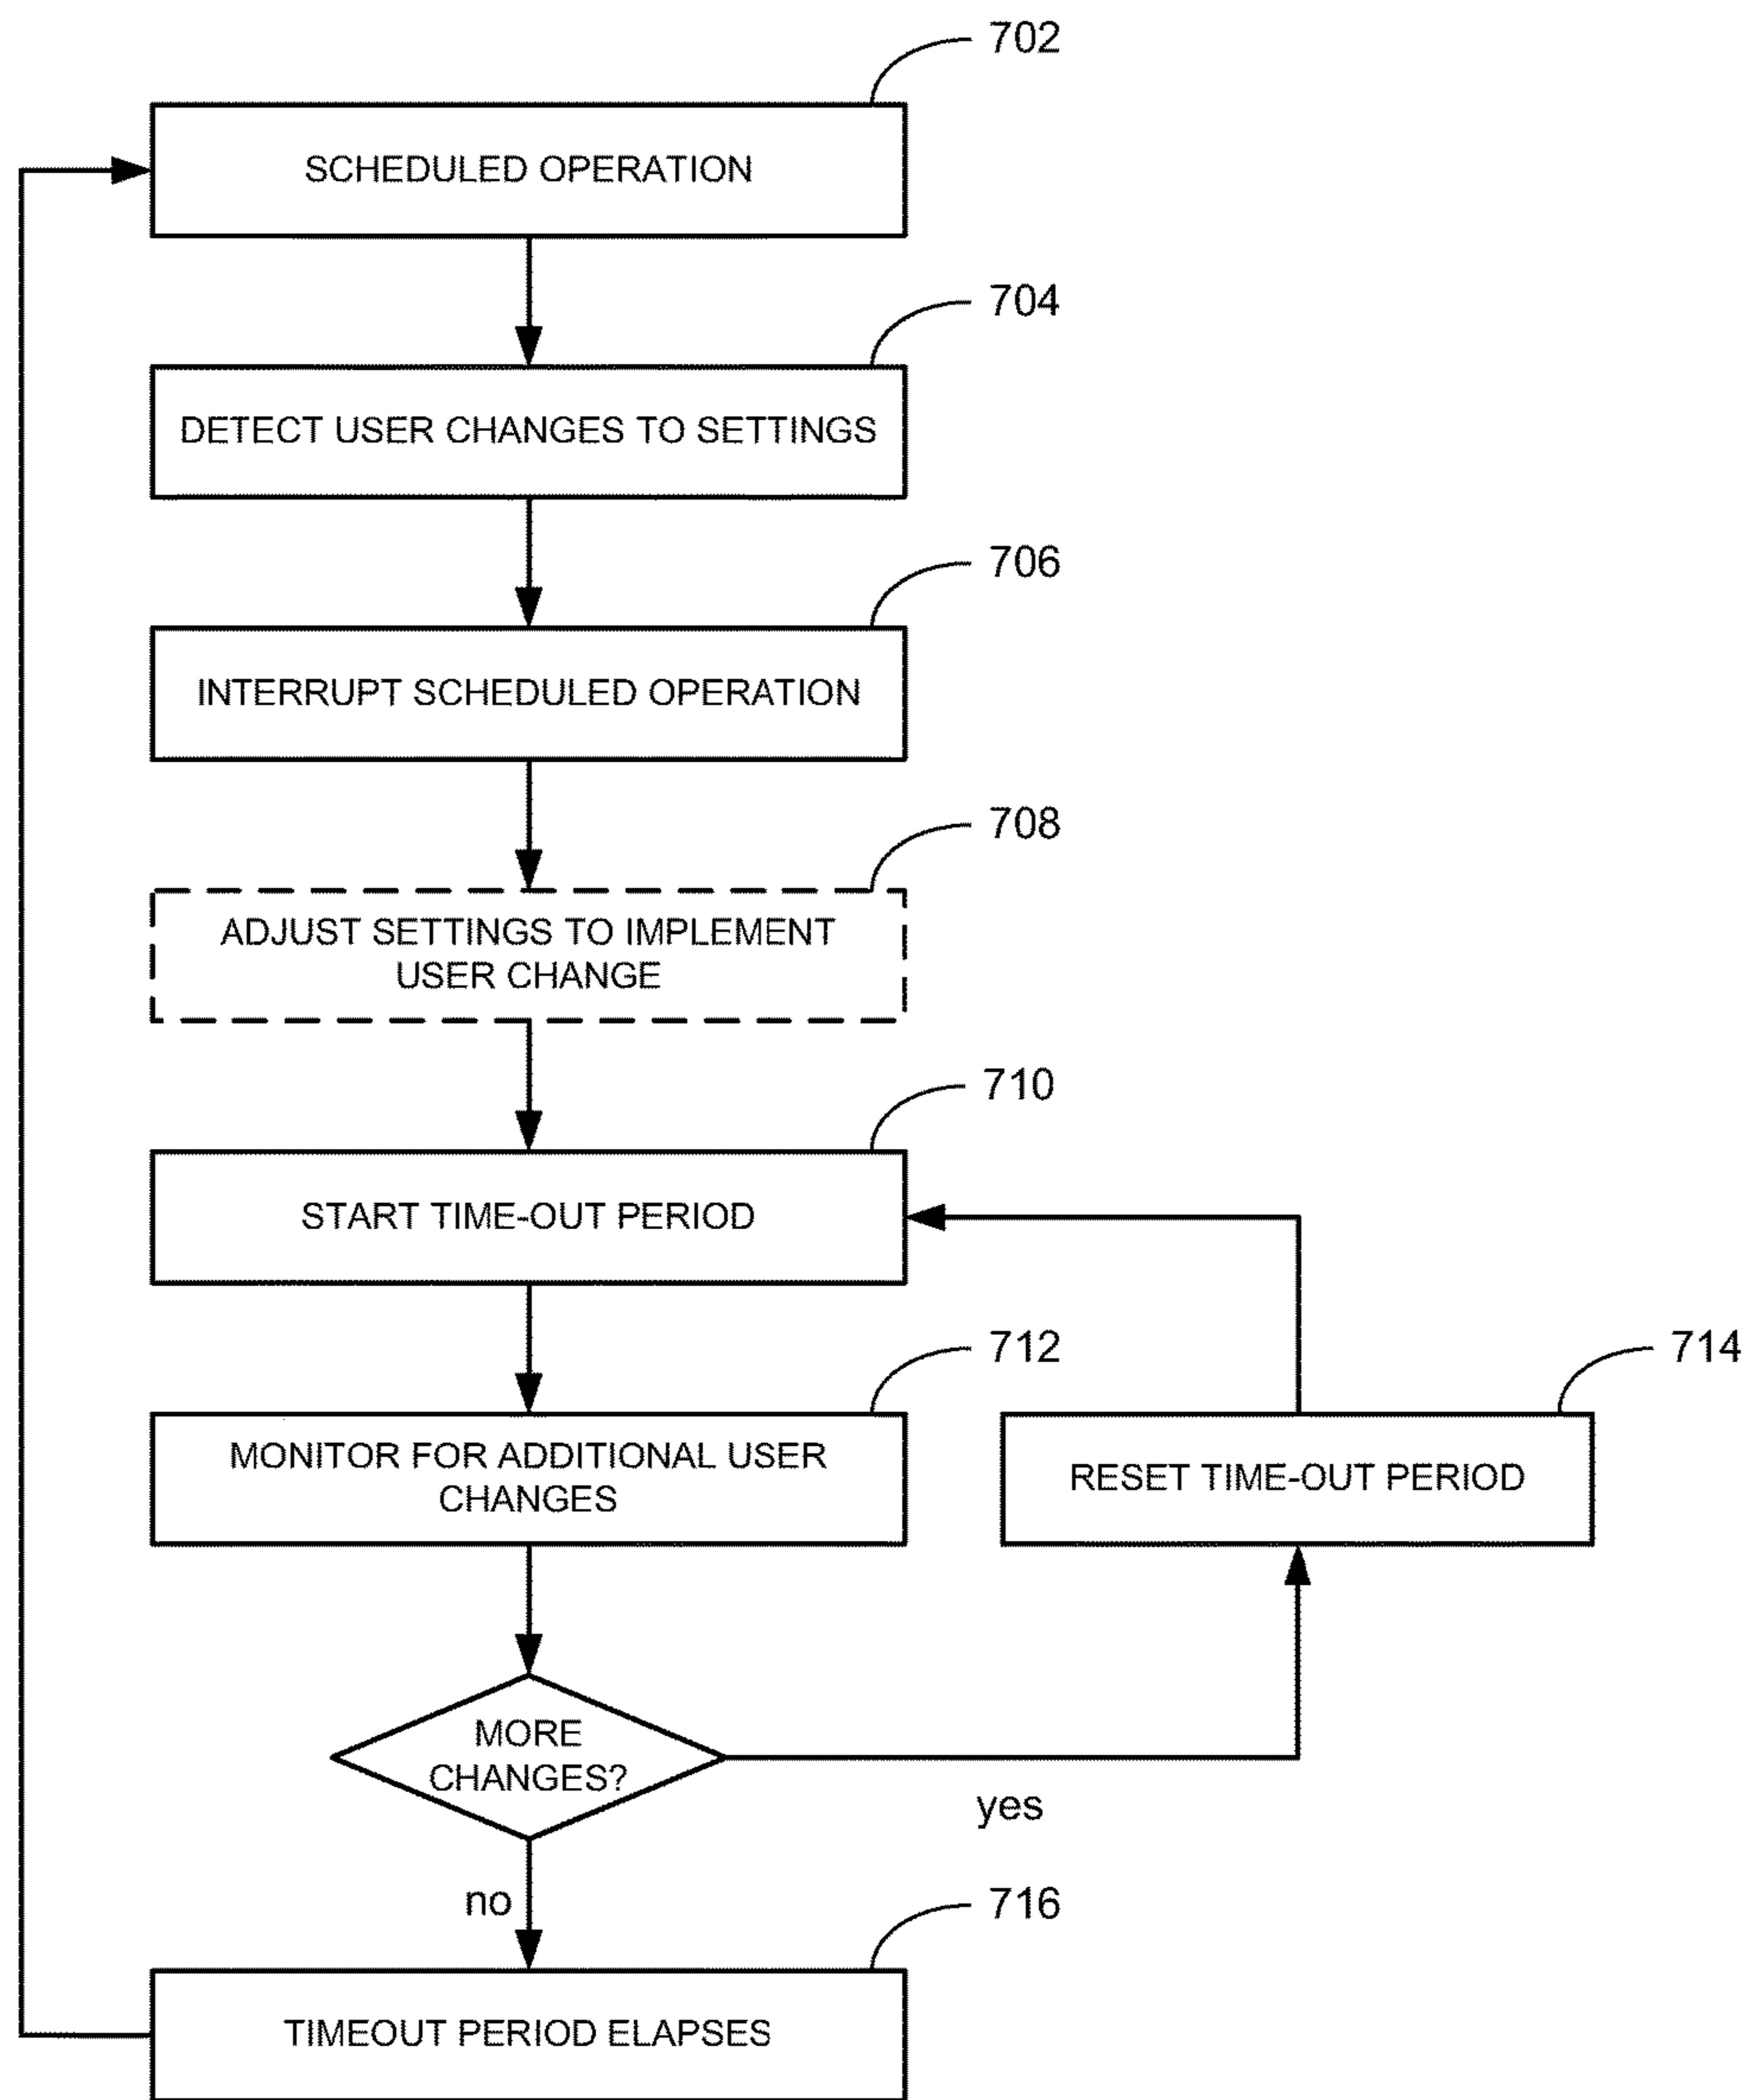 702
SCHEDULED OPERATION
704
DETECT USER CHANGES TO SETTINGS
706
INTERRUPT SCHEDULED OPERATION
708
ADJUST SETTINGS TO IMPLEMENT
USER CHANGE
710
START TIME-OUT PERIOD
712
MONITOR FOR ADDITIONAL USER
CHANGES
714
RESET TIME-OUT PERIOD
MORE
CHANGES?
yes
no
716
TIMEOUT PERIOD ELAPSES